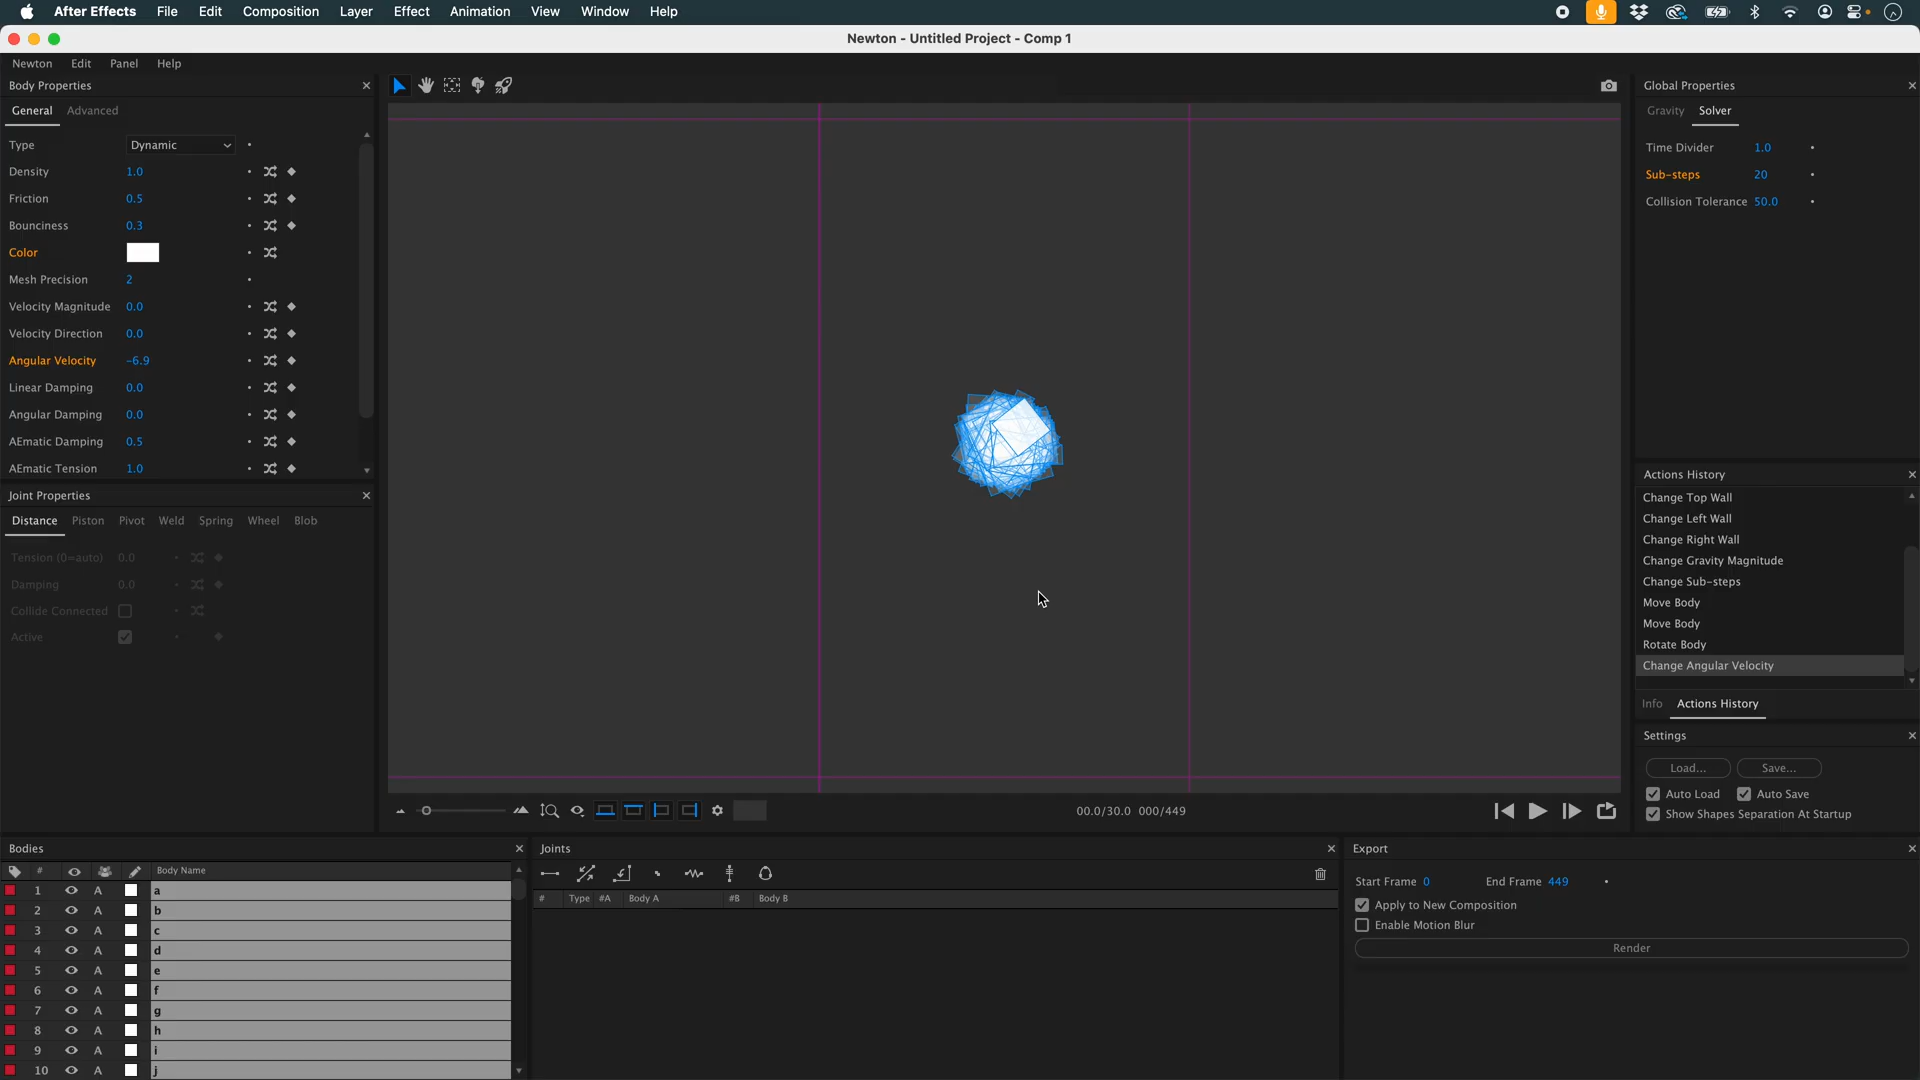 After Effects File Edit Composition Layer Effect Animation View Window Help
Newton - Untitled Project - Comp 1
Newton Edit Panel Help
Body Properties
General Advanced
Type Dynamic
Density 1.0
Friction 0.5
Bounciness 0.3
Color
Mesh Precision 2
Velocity Magnitude 0.0
Velocity Direction 0.0
Angular Velocity -6.9
Linear Damping 0.0
Angular Damping 0.0
AEmatic Damping 0.5
AEmatic Tension 1.0
Joint Properties
Distance Piston Pivot Weld Spring Wheel Blob
Tension (0=auto) 0.0
Damping 0.0
Collide Connected
Active
00.0/30.0 000/449
Global Properties
Gravity Solver
Time Divider 1.0
Sub-steps 20
Collision Tolerance 50.0
Actions History
Change Top Wall
Change Left Wall
Change Right Wall
Change Gravity Magnitude
Change Sub-steps
Move Body
Move Body
Rotate Body
Change Angular Velocity
Info Actions History
Settings
Load... Save...
Auto Load Auto Save
Show Shapes Separation At Startup
Bodies
# Body Name
1 A a
2 A b
3 A c
4 A d
5 A e
6 A f
7 A g
8 A h
9 A i
10 A j
Joints
# Type #A Body A #B Body B
Export
Start Frame 0 End Frame 449
Apply to New Composition
Enable Motion Blur
Render